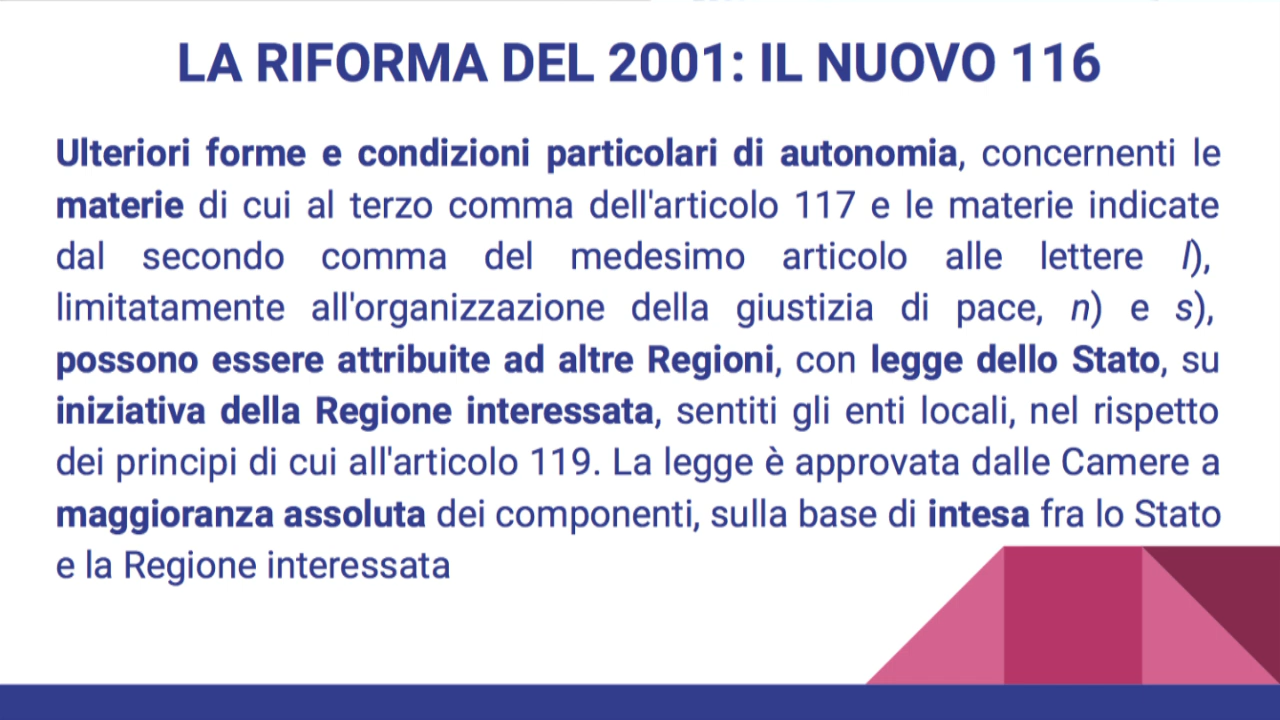 LA RIFORMA DEL 2001: IL NUOVO 116
Ulteriori forme e condizioni particolari di autonomia, concernenti le
materie di cui al terzo comma dell'articolo 117 e le materie indicate
dal secondo comma del medesimo articolo alle lettere l),
limitatamente all'organizzazione della giustizia di pace, n) e s),
possono essere attribuite ad altre Regioni, con legge dello Stato, su
iniziativa della Regione interessata, sentiti gli enti locali, nel rispetto
dei principi di cui all'articolo 119. La legge è approvata dalle Camere a
maggioranza assoluta dei componenti, sulla base di intesa fra lo Stato
e la Regione interessata